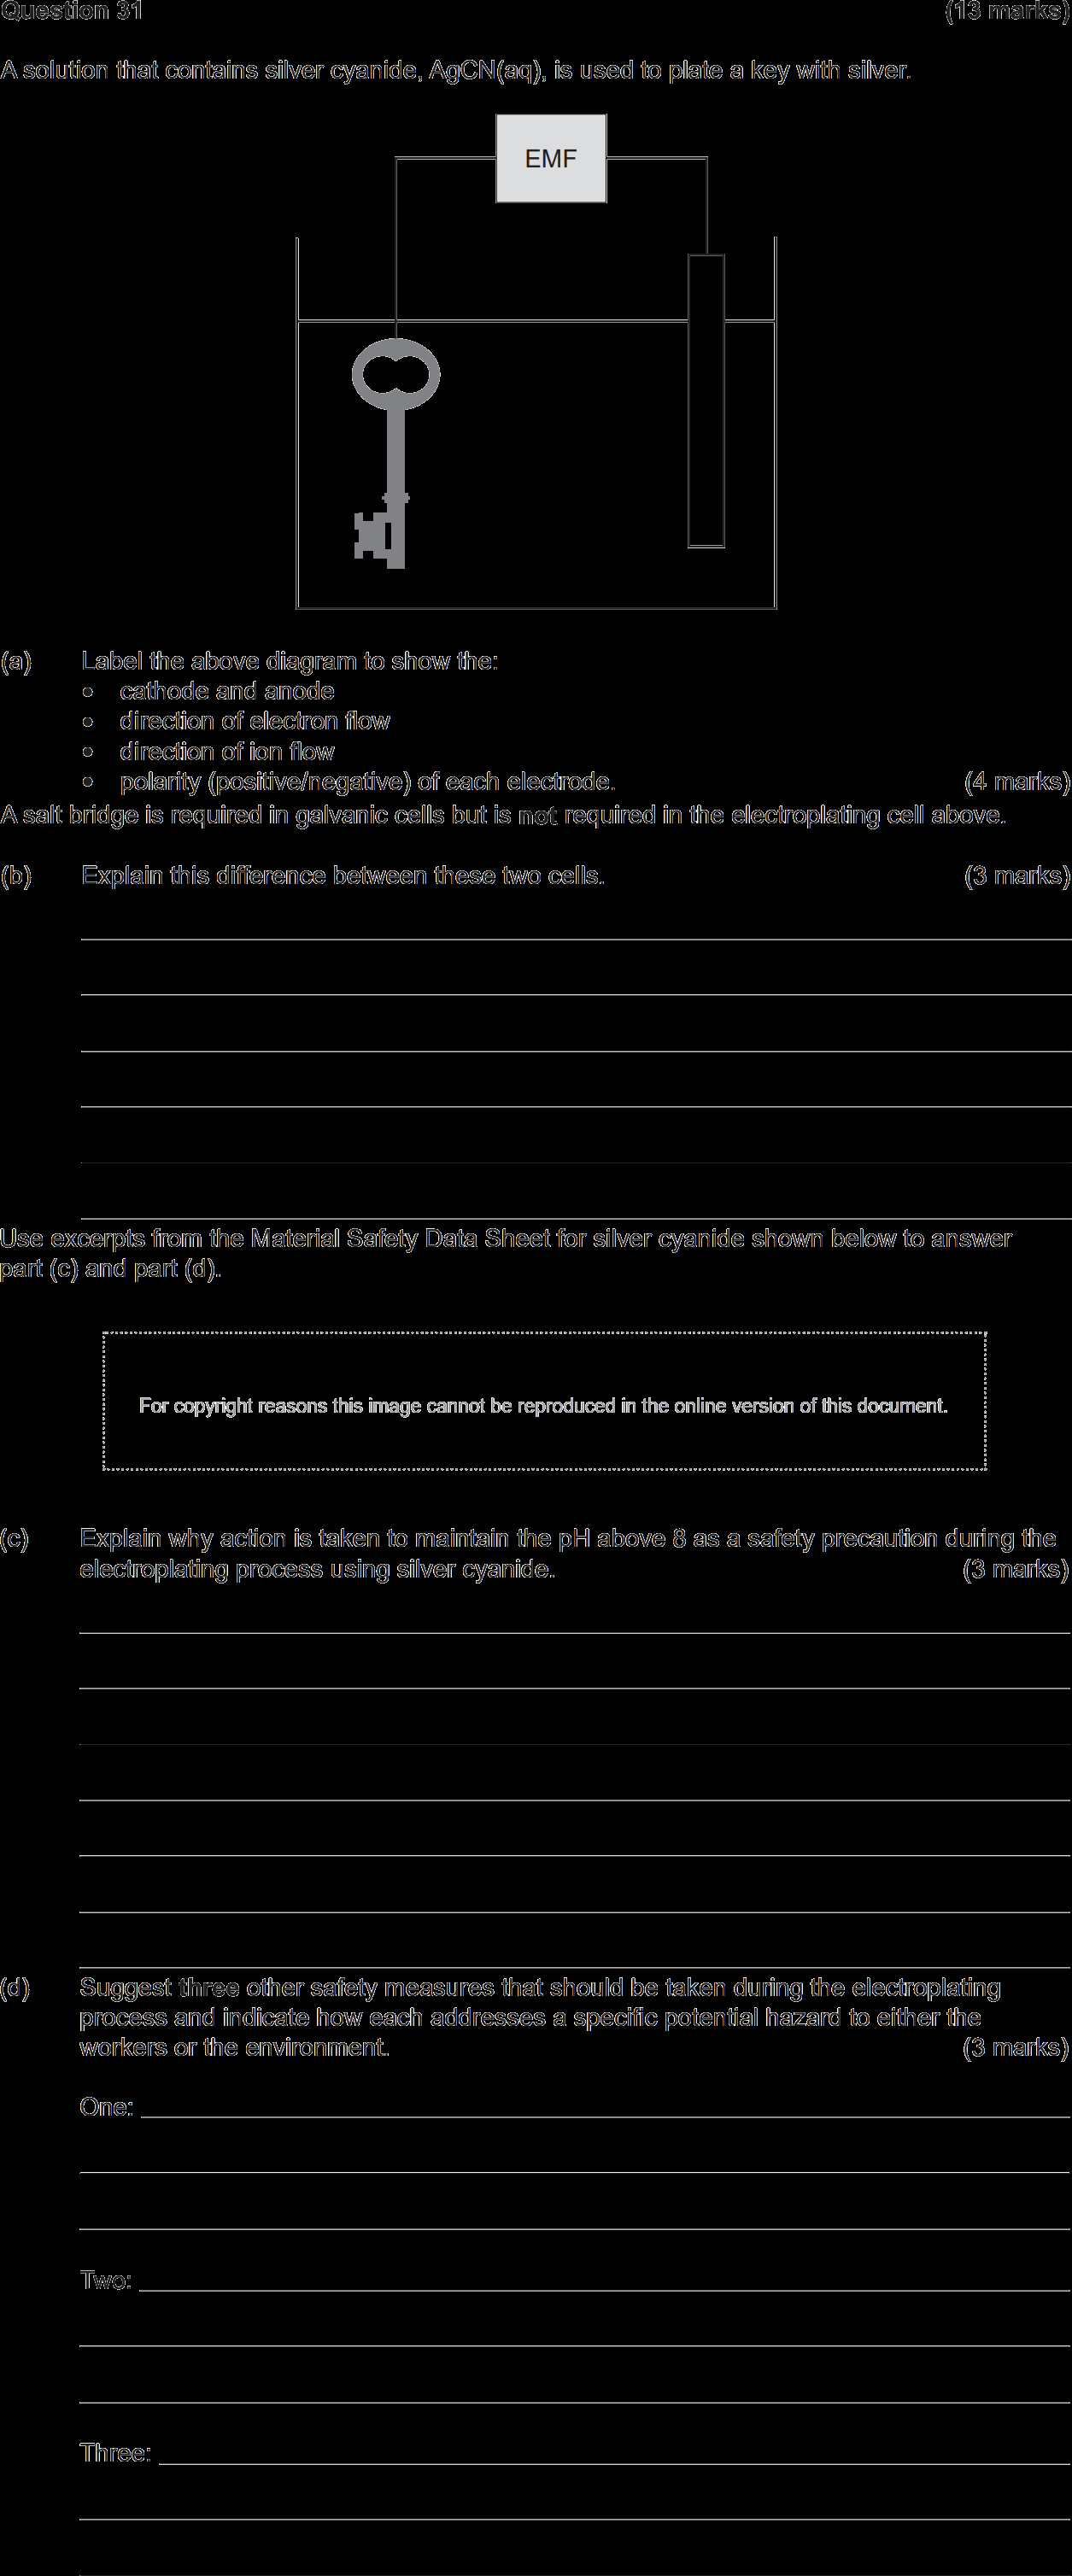 Question 31 (13 marks)
A solution that contains silver cyanide, AgCN(aq), is used to plate a key with silver.
EMF
(a) Label the above diagram to show the:
• cathode and anode
• direction of electron flow
• direction of ion flow
• polarity (positive/negative) of each electrode. (4 marks)
A salt bridge is required in galvanic cells but is not required in the electroplating cell above.
(b) Explain this difference between these two cells. (3 marks)
Use excerpts from the Material Safety Data Sheet for silver cyanide shown below to answer
part (c) and part (d).
For copyright reasons this image cannot be reproduced in the online version of this document.
(c) Explain why action is taken to maintain the pH above 8 as a safety precaution during the
electroplating process using silver cyanide. (3 marks)
(d) Suggest three other safety measures that should be taken during the electroplating
process and indicate how each addresses a specific potential hazard to either the
workers or the environment. (3 marks)
One:
Two:
Three: